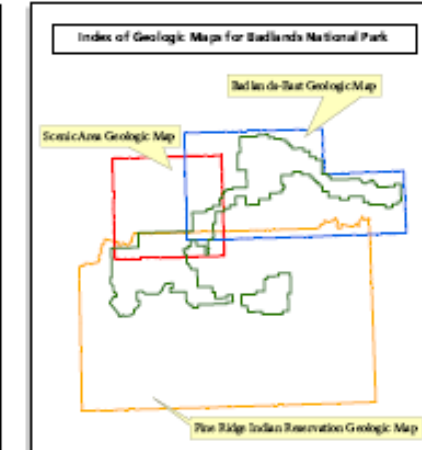 Index of Geologic Maps for Badlands National Park
Badlands-East Geologic Map
Scenic Area Geologic Map
Pine Ridge Indian Reservation Geologic Map